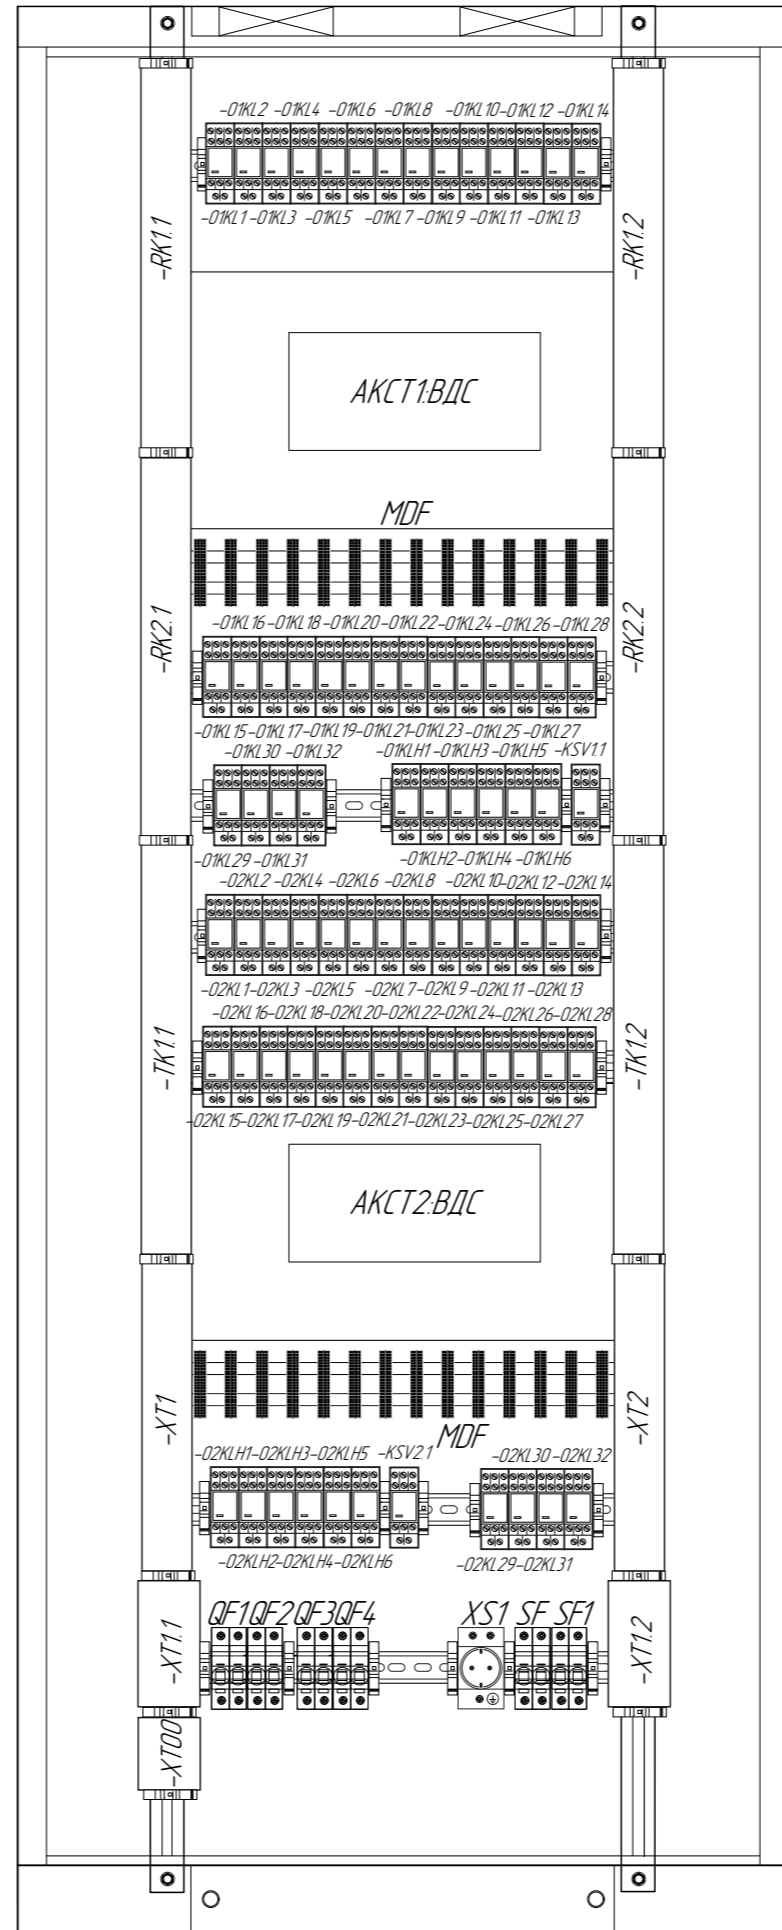 -01KL2 -01KL4 -01KL6 -01KL8 -01KL10 -01KL12 -01KL14
-01KL1 -01KL3 -01KL5 -01KL7 -01KL9 -01KL11 -01KL13
-RK1.1
-RK1.2
АКСТ1:ВДС
MDF
-RK2.1
-RK2.2
-01KL16 -01KL18 -01KL20 -01KL22 -01KL24 -01KL26 -01KL28
-01KL15 -01KL17 -01KL19 -01KL21 -01KL23 -01KL25 -01KL27
-01KL30 -01KL32 -01KLH1 -01KLH3 -01KLH5 -KSV1.1
-01KL29 -01KL31 -01KLH2 -01KLH4 -01KLH6
-02KL2 -02KL4 -02KL6 -02KL8 -02KL10 -02KL12 -02KL14
-02KL1 -02KL3 -02KL5 -02KL7 -02KL9 -02KL11 -02KL13
-02KL16 -02KL18 -02KL20 -02KL22 -02KL24 -02KL26 -02KL28
-TK1.1
-TK1.2
-02KL15 -02KL17 -02KL19 -02KL21 -02KL23 -02KL25 -02KL27
АКСТ2:ВДС
-XT1
-XT2
MDF
-02KLH1 -02KLH3 -02KLH5 -KSV2.1 -02KL30 -02KL32
-02KLH2 -02KLH4 -02KLH6 -02KL29 -02KL31
QF1 QF2 QF3 QF4 XS1 SF SF1
-XT1.1
-XT1.2
-XT00